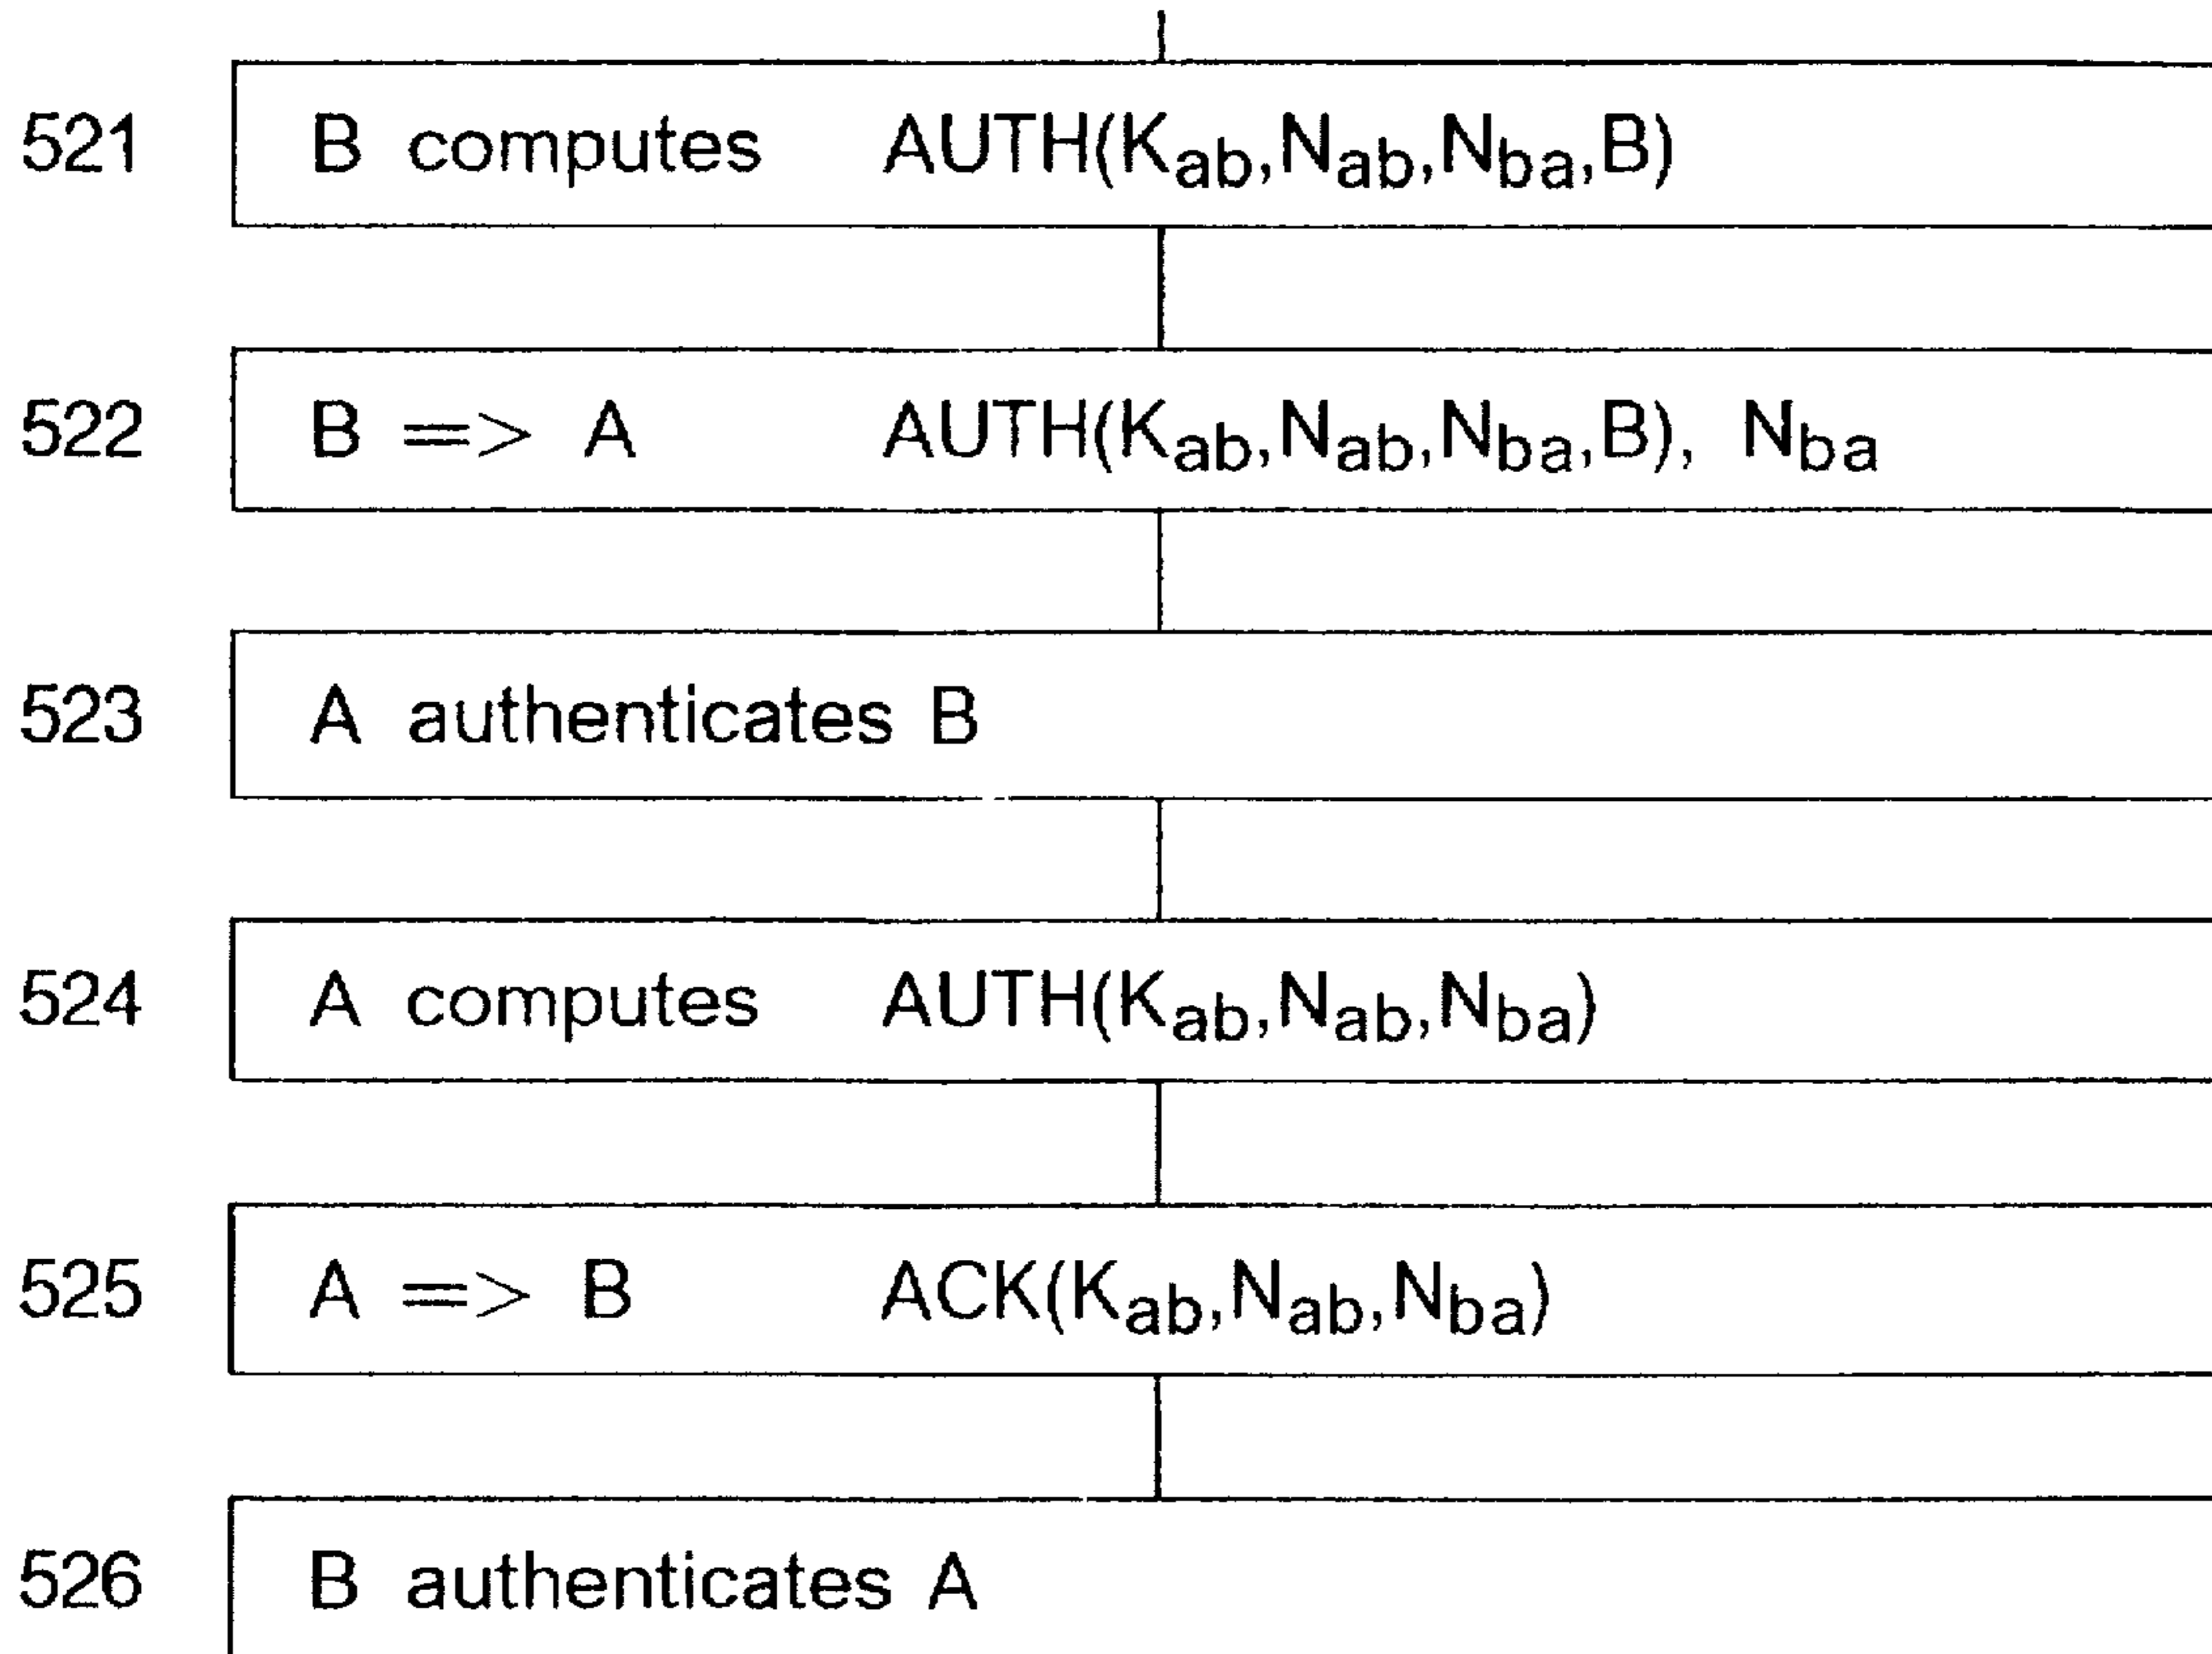 521 B computes AUTH(Kab,Nab,Nba,B)
522 B => A AUTH(Kab,Nab,Nba,B), Nba
523 A authenticates B
524 A computes AUTH(Kab,Nab,Nba)
525 A => B ACK(Kab,Nab,Nba)
526 B authenticates A